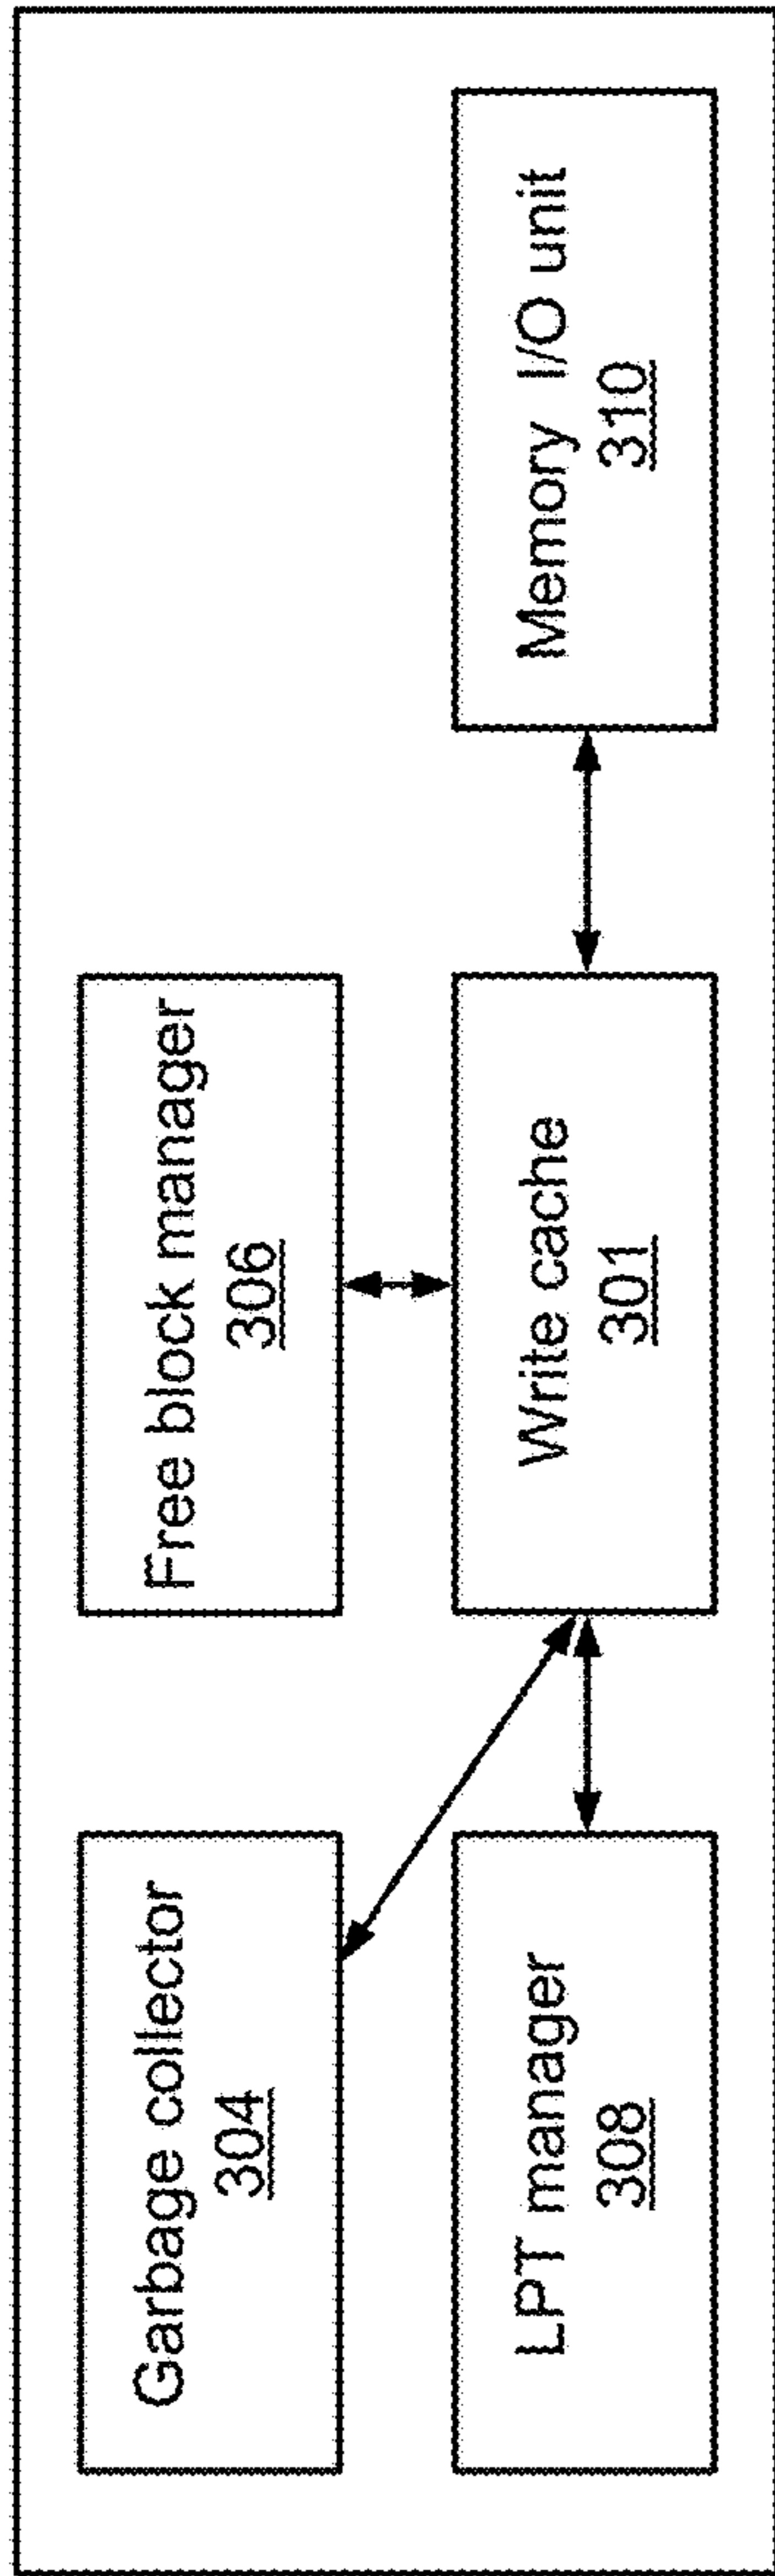 Garbage collector
304
Free block manager
306
LPT manager
308
Write cache
301
Memory I/O unit
310